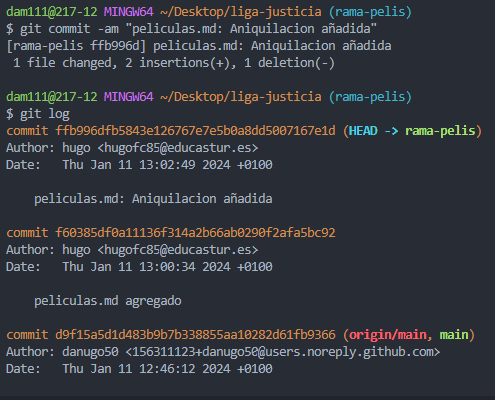 dam111@217-12 MINGW64 ~/Desktop/liga-justicia (rama-pelis)
$ git commit -am "peliculas.md: Aniquilacion añadida"
[rama-pelis ffb996d] peliculas.md: Aniquilacion añadida
 1 file changed, 2 insertions(+), 1 deletion(-)
dam111@217-12 MINGW64 ~/Desktop/liga-justicia (rama-pelis)
$ git log
commit ffb996dfb5843e126767e7e5b0a8dd5007167e1d (HEAD -> rama-pelis)
Author: hugo <hugofc85@educastur.es>
Date:   Thu Jan 11 13:02:49 2024 +0100
    peliculas.md: Aniquilacion añadida
commit f60385df0a11136f314a2b66ab0290f2afa5bc92
Author: hugo <hugofc85@educastur.es>
Date:   Thu Jan 11 13:00:34 2024 +0100
    peliculas.md agregado
commit d9f15a5d1d483b9b7b338855aa10282d61fb9366 (origin/main, main)
Author: danugo50 <156311123+danugo50@users.noreply.github.com>
Date:   Thu Jan 11 12:46:12 2024 +0100